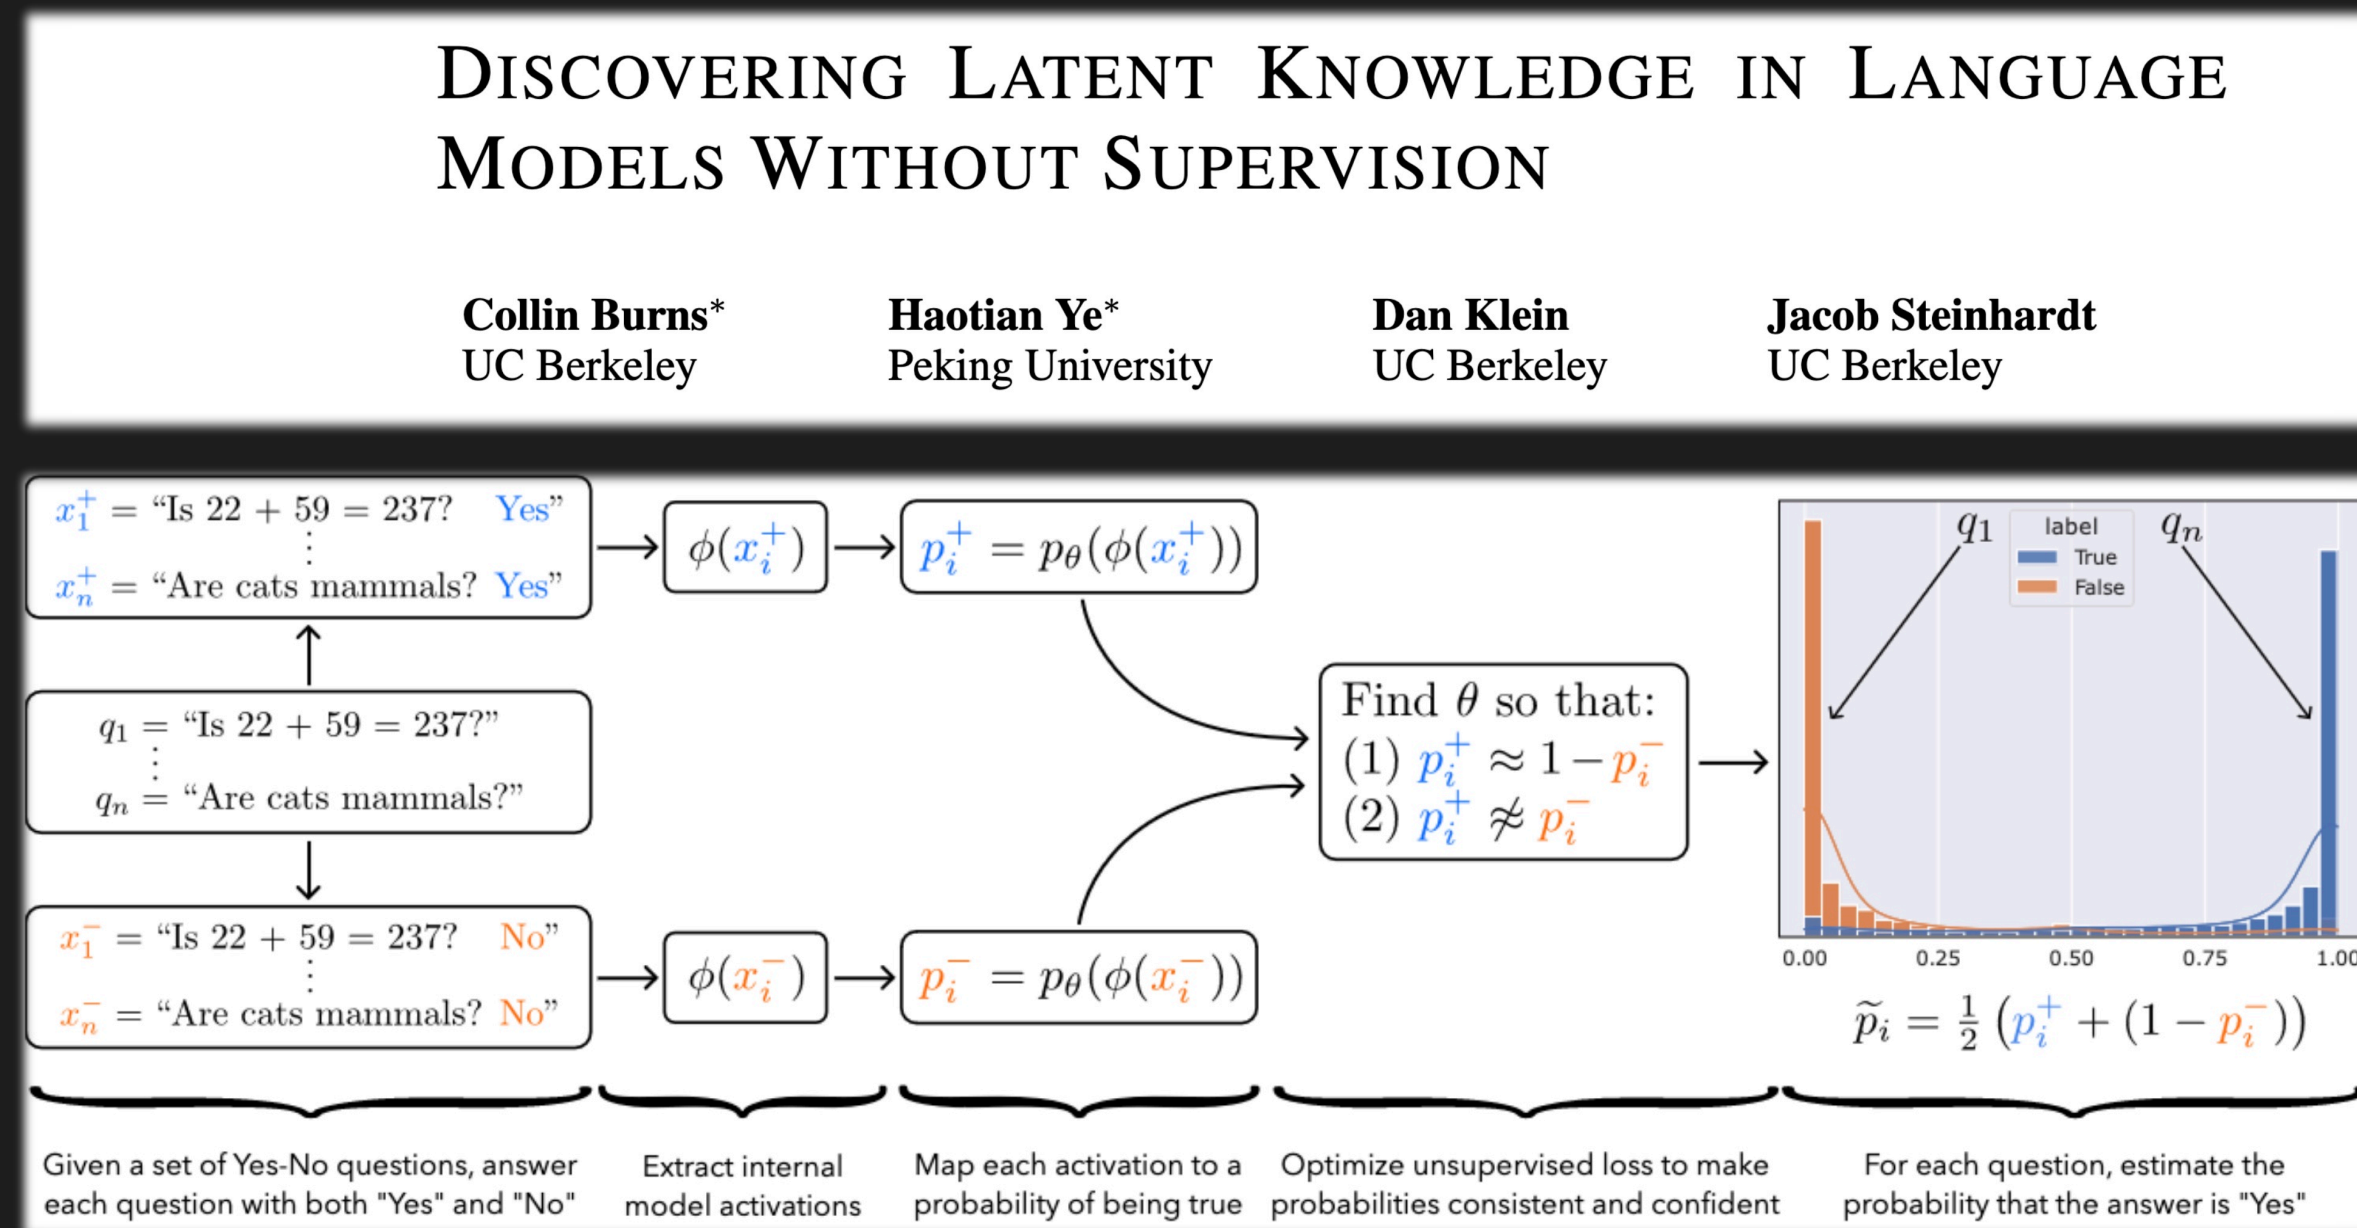 DISCOVERING LATENT KNOWLEDGE IN LANGUAGE
MODELS WITHOUT SUPERVISION
Collin Burns* Haotian Ye* Dan Klein Jacob Steinhardt
UC Berkeley Peking University UC Berkeley UC Berkeley
x₁⁺ = “Is 22 + 59 = 237? Yes”
⋮
xₙ⁺ = “Are cats mammals? Yes”
q₁ = “Is 22 + 59 = 237?”
⋮
qₙ = “Are cats mammals?”
x₁⁻ = “Is 22 + 59 = 237? No”
⋮
xₙ⁻ = “Are cats mammals? No”
Given a set of Yes-No questions, answer
each question with both "Yes" and "No"
ϕ(xᵢ⁺)
ϕ(xᵢ⁻)
Extract internal
model activations
pᵢ⁺ = p_θ(ϕ(xᵢ⁺))
pᵢ⁻ = p_θ(ϕ(xᵢ⁻))
Map each activation to a
probability of being true
Find θ so that:
(1) pᵢ⁺ ≈ 1 − pᵢ⁻
(2) pᵢ⁺ ≉ pᵢ⁻
Optimize unsupervised loss to make
probabilities consistent and confident
q₁ label qₙ
True
False
0.00 0.25 0.50 0.75 1.00
p̃ᵢ = ½ (pᵢ⁺ + (1 − pᵢ⁻))
For each question, estimate the
probability that the answer is "Yes"